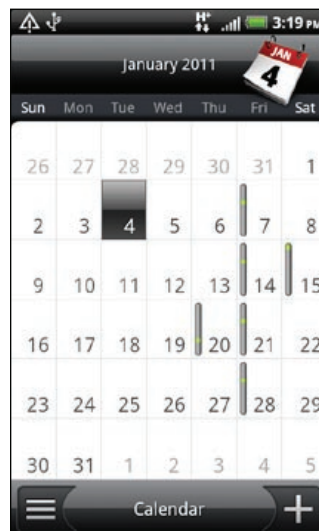 H 3:19 PM
January 2011
JAN
4
Sun Mon Tue Wed Thu Fri Sat
26 27 28 29 30 31 1
2 3 4 5 6 7 8
9 10 11 12 13 14 15
16 17 18 19 20 21 22
23 24 25 26 27 28 29
30 31 1 2 3 4 5
Calendar